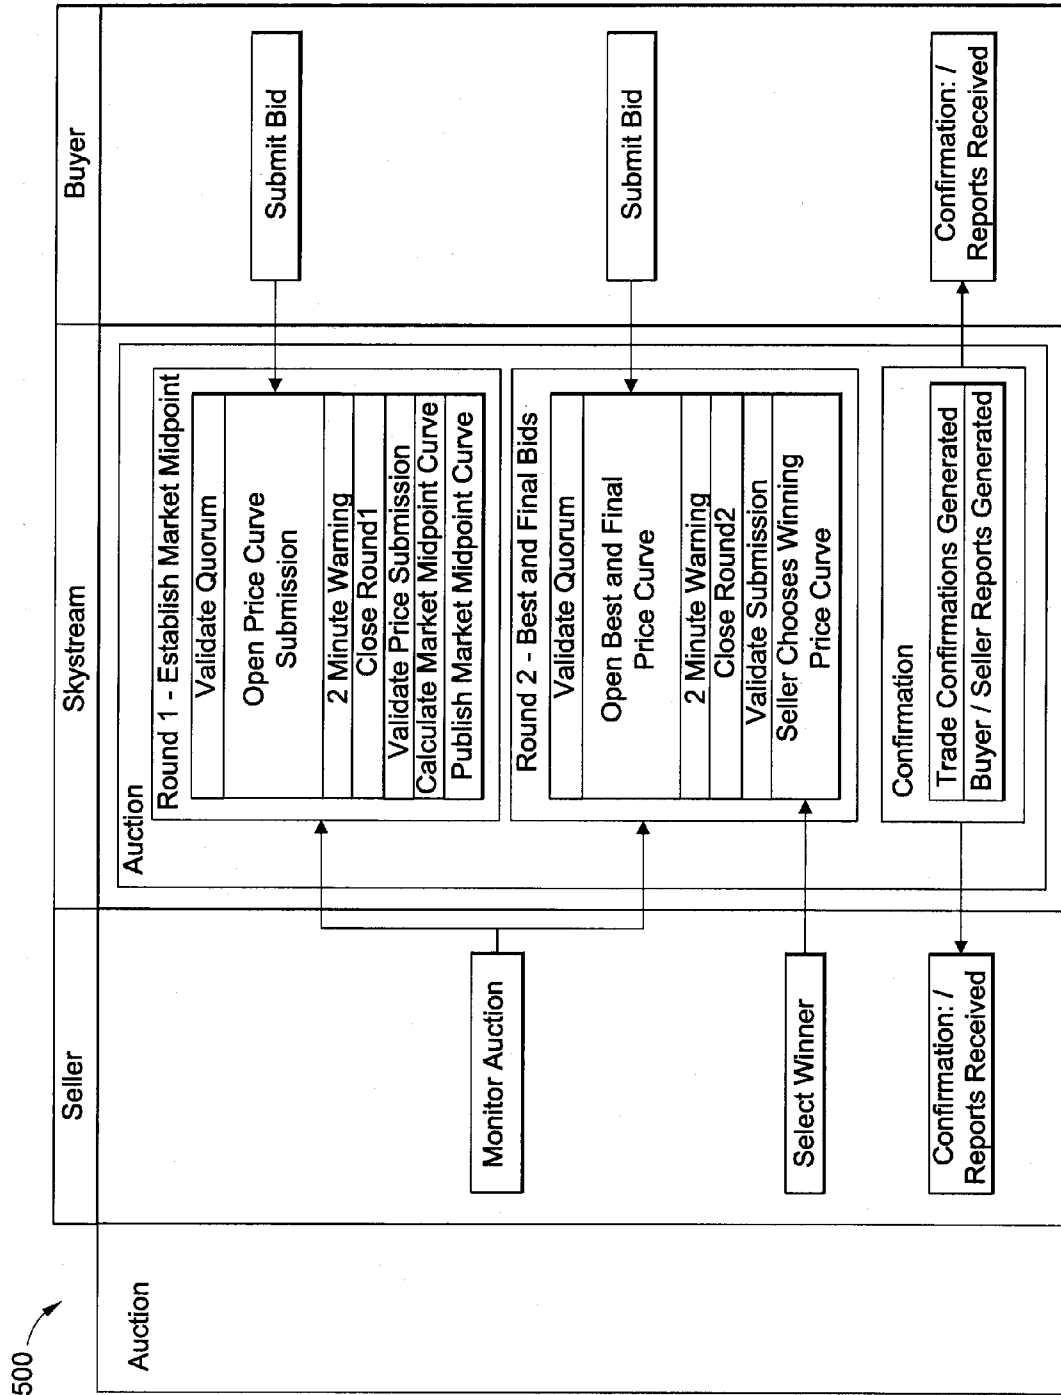 500
Seller
Skystream
Buyer
Auction
Auction
Round 1 - Establish Market Midpoint
Validate Quorum
Open Price Curve
Submission
2 Minute Warning
Close Round1
Validate Price Submission
Calculate Market Midpoint Curve
Publish Market Midpoint Curve
Submit Bid
Monitor Auction
Round 2 - Best and Final Bids
Validate Quorum
Open Best and Final
Price Curve
2 Minute Warning
Close Round2
Validate Submission
Seller Chooses Winning
Price Curve
Submit Bid
Select Winner
Confirmation
Trade Confirmations Generated
Buyer / Seller Reports Generated
Confirmation: /
Reports Received
Confirmation: /
Reports Received